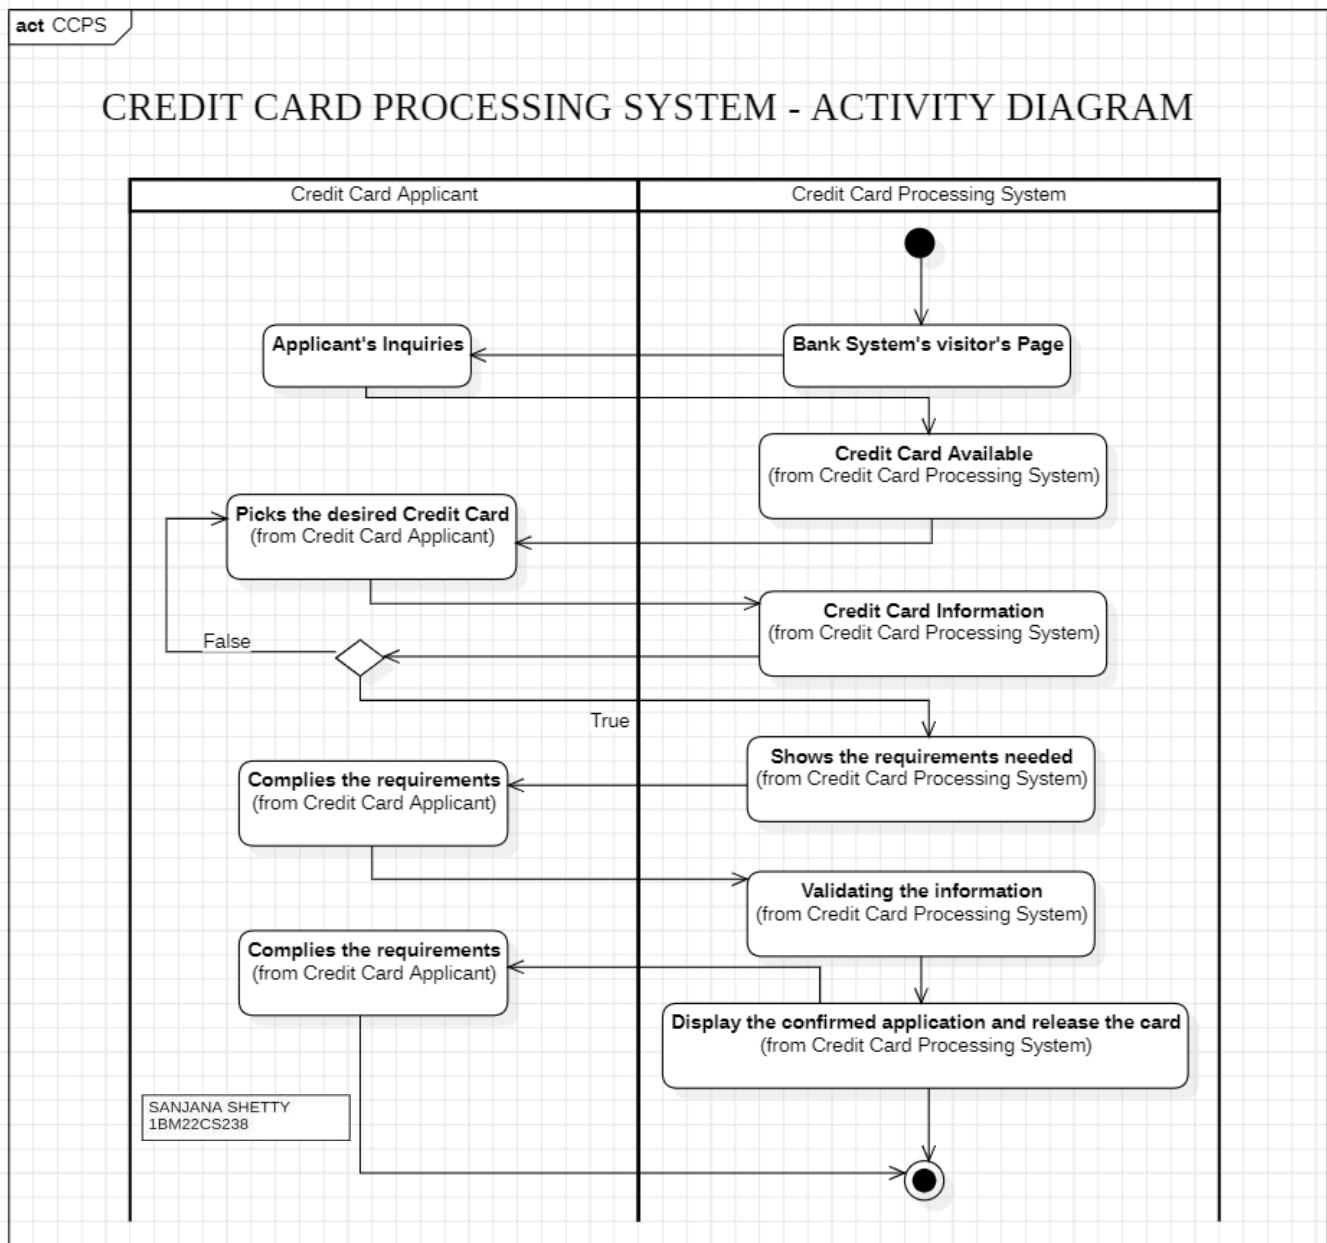 act CCPS
CREDIT CARD PROCESSING SYSTEM - ACTIVITY DIAGRAM
Credit Card Applicant
Credit Card Processing System
Applicant's Inquiries
Bank System's visitor's Page
Credit Card Available
(from Credit Card Processing System)
Picks the desired Credit Card
(from Credit Card Applicant)
Credit Card Information
(from Credit Card Processing System)
False
True
Shows the requirements needed
(from Credit Card Processing System)
Complies the requirements
(from Credit Card Applicant)
Validating the information
(from Credit Card Processing System)
Complies the requirements
(from Credit Card Applicant)
Display the confirmed application and release the card
(from Credit Card Processing System)
SANJANA SHETTY
1BM22CS238